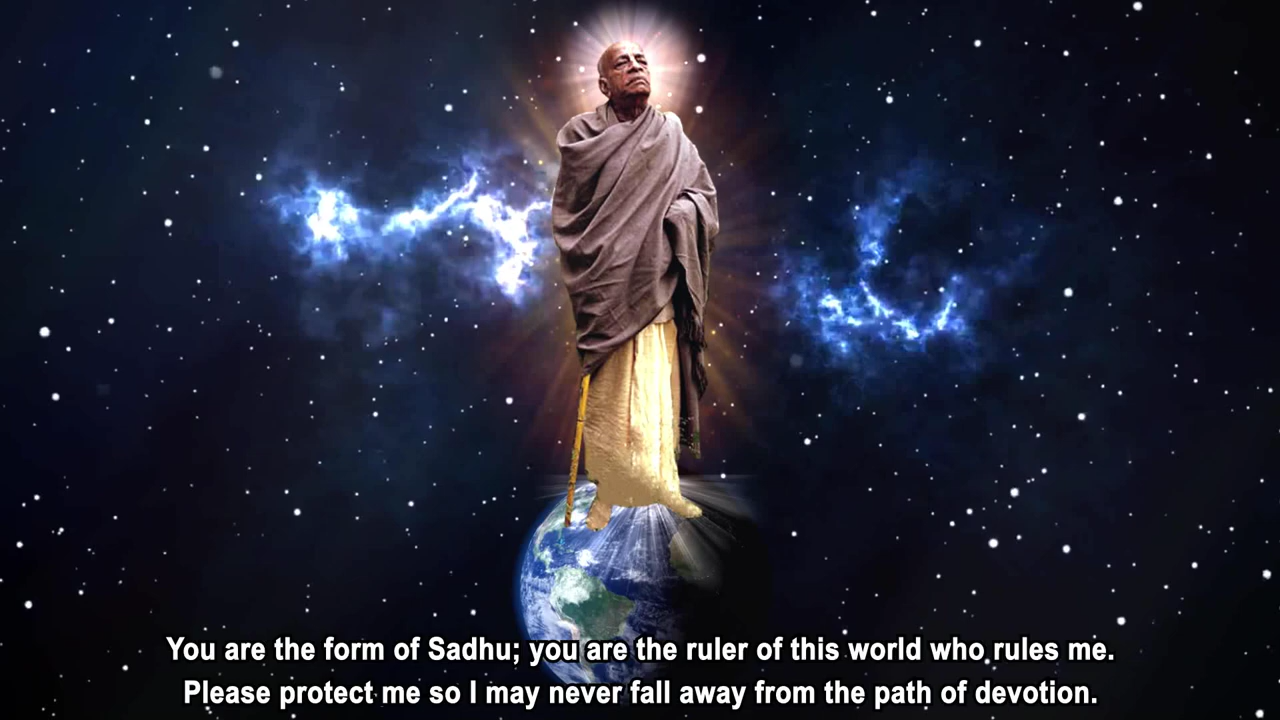 You are the form of Sadhu; you are the ruler of this world who rules me.
Please protect me so I may never fall away from the path of devotion.